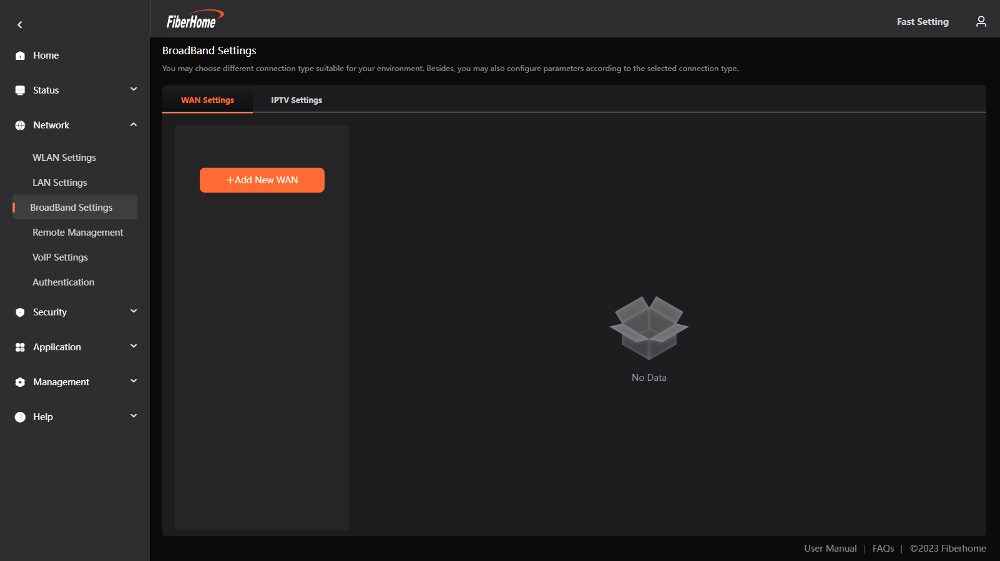 FiberHome
Fast Setting
Home
Status
Network
WLAN Settings
LAN Settings
BroadBand Settings
Remote Management
VoIP Settings
Authentication
Security
Application
Management
Help
BroadBand Settings
You may choose different connection type suitable for your environment. Besides, you may also configure parameters according to the selected connection type.
WAN Settings
IPTV Settings
+Add New WAN
No Data
User Manual | FAQs | ©2023 Fiberhome